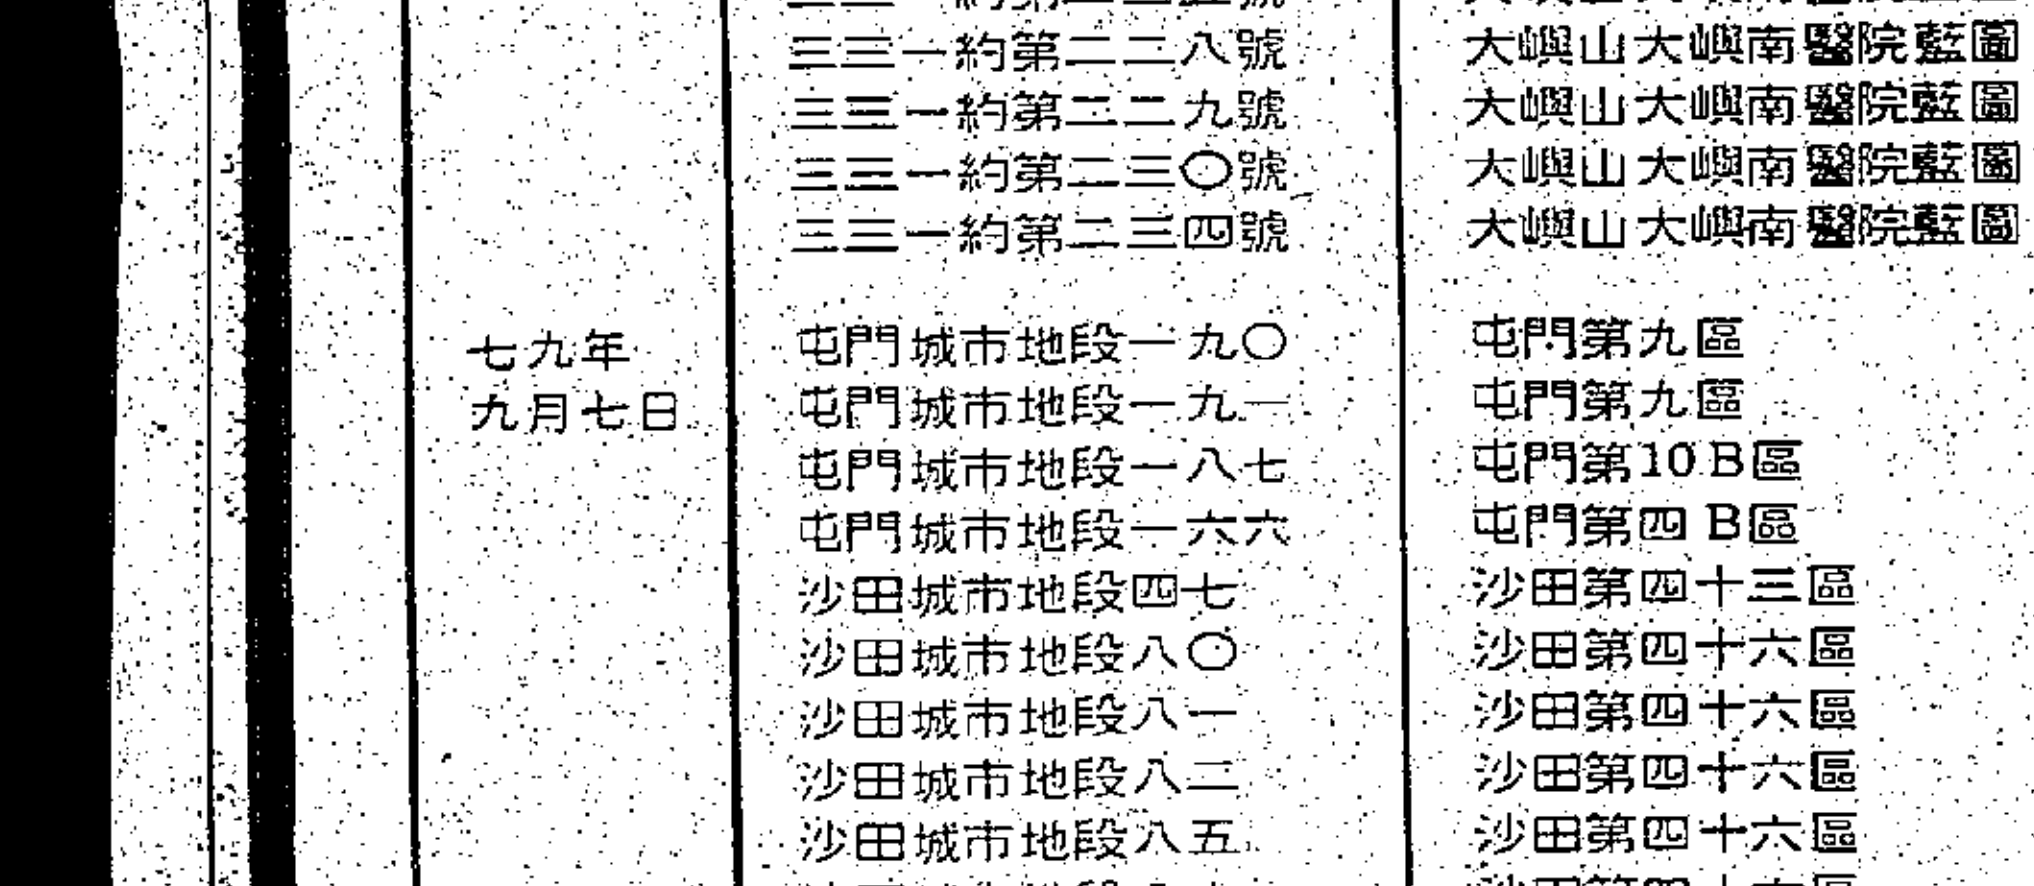 三三一約第二二八號 大嶼山大嶼南醫院藍圖
三三一約第二二九號 大嶼山大嶼南醫院藍圖
三三一約第二三〇號 大嶼山大嶼南醫院藍圖
三三一約第二三四號 大嶼山大嶼南醫院藍圖
七九年 屯門城市地段一九〇 屯門第九區
九月七日 屯門城市地段一九一 屯門第九區
屯門城市地段一八七 屯門第10B區
屯門城市地段一六六 屯門第四B區
沙田城市地段四七 沙田第四十三區
沙田城市地段八〇 沙田第四十六區
沙田城市地段八一 沙田第四十六區
沙田城市地段八二 沙田第四十六區
沙田城市地段八五 沙田第四十六區